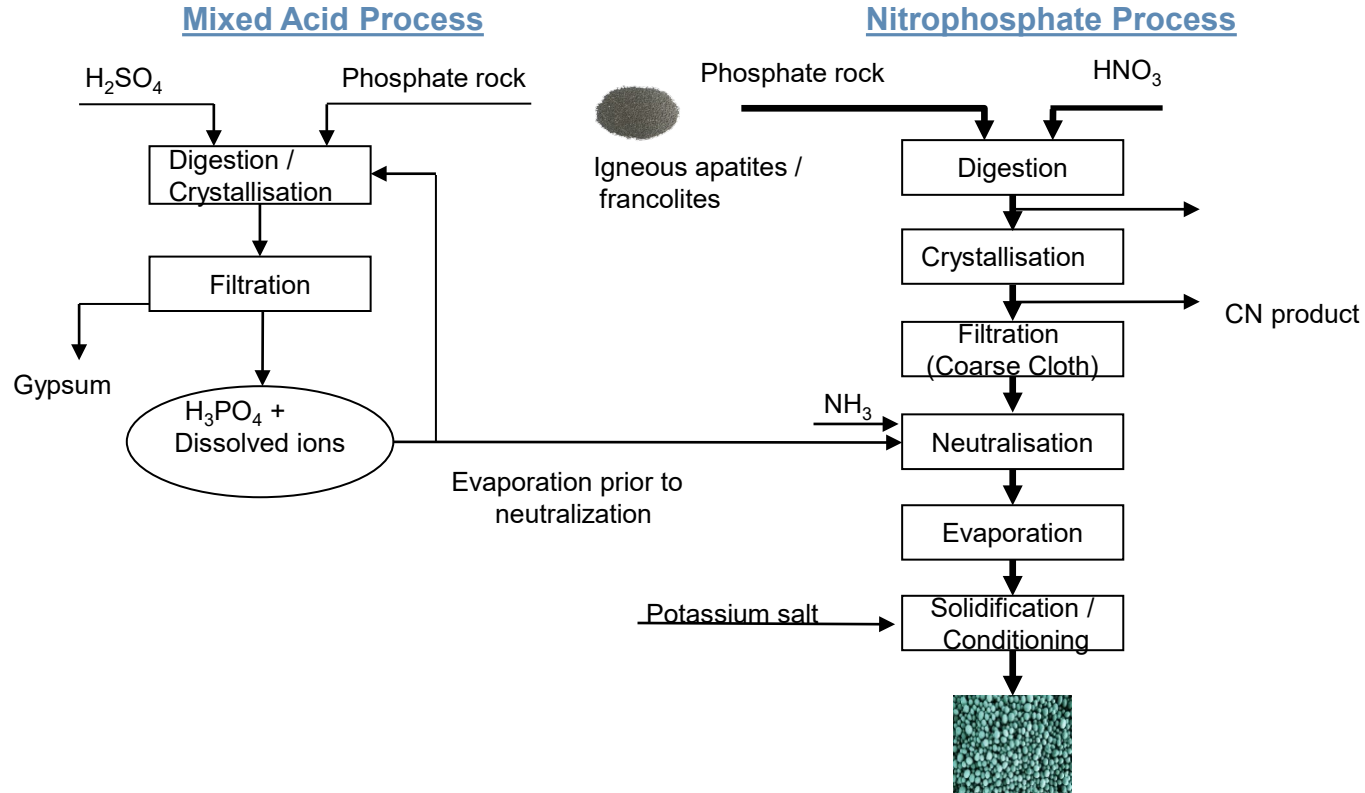 Mixed Acid Process
H₂SO₄
Phosphate rock
Digestion /
Crystallisation
Filtration
Gypsum
H₃PO₄ +
Dissolved ions
Evaporation prior to
neutralization
Nitrophosphate Process
Phosphate rock
HNO₃
Igneous apatites /
francolites
Digestion
Crystallisation
CN product
Filtration
(Coarse Cloth)
NH₃
Neutralisation
Evaporation
Potassium salt
Solidification /
Conditioning